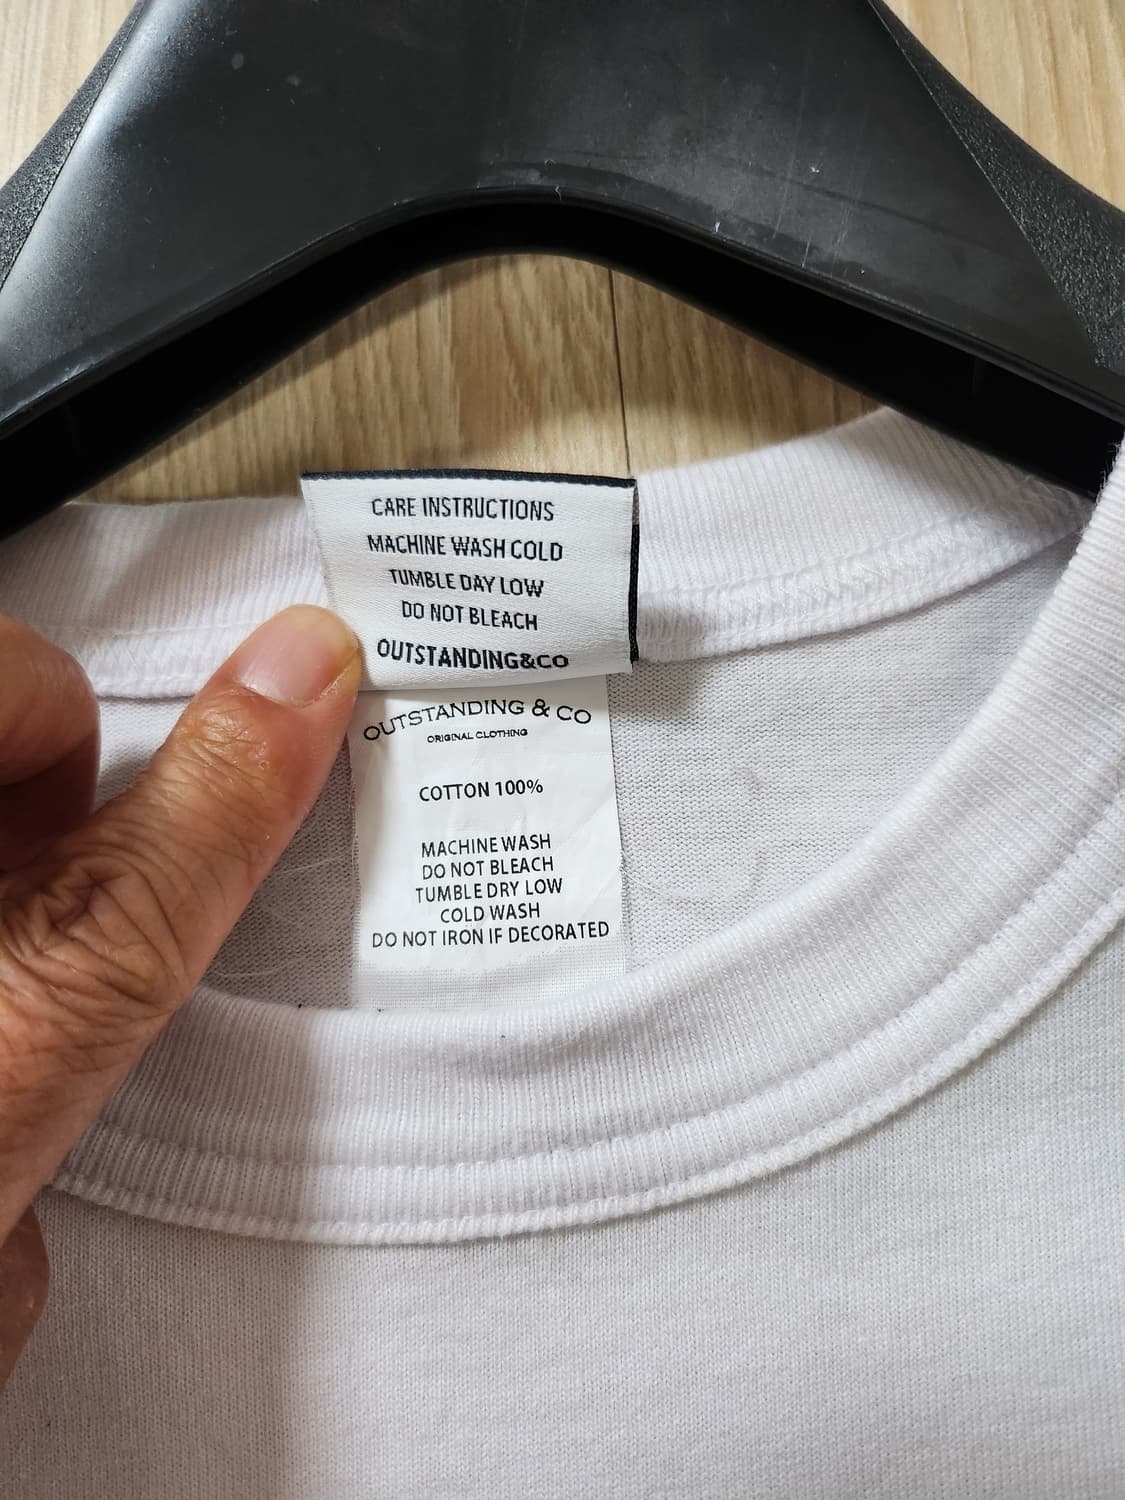 CARE INSTRUCTIONS
MACHINE WASH COLD
TUMBLE DAY LOW
DO NOT BLEACH
OUTSTANDING&CO
OUTSTANDING & CO
ORIGINAL CLOTHING
COTTON 100%
MACHINE WASH
DO NOT BLEACH
TUMBLE DRY LOW
COLD WASH
DO NOT IRON IF DECORATED